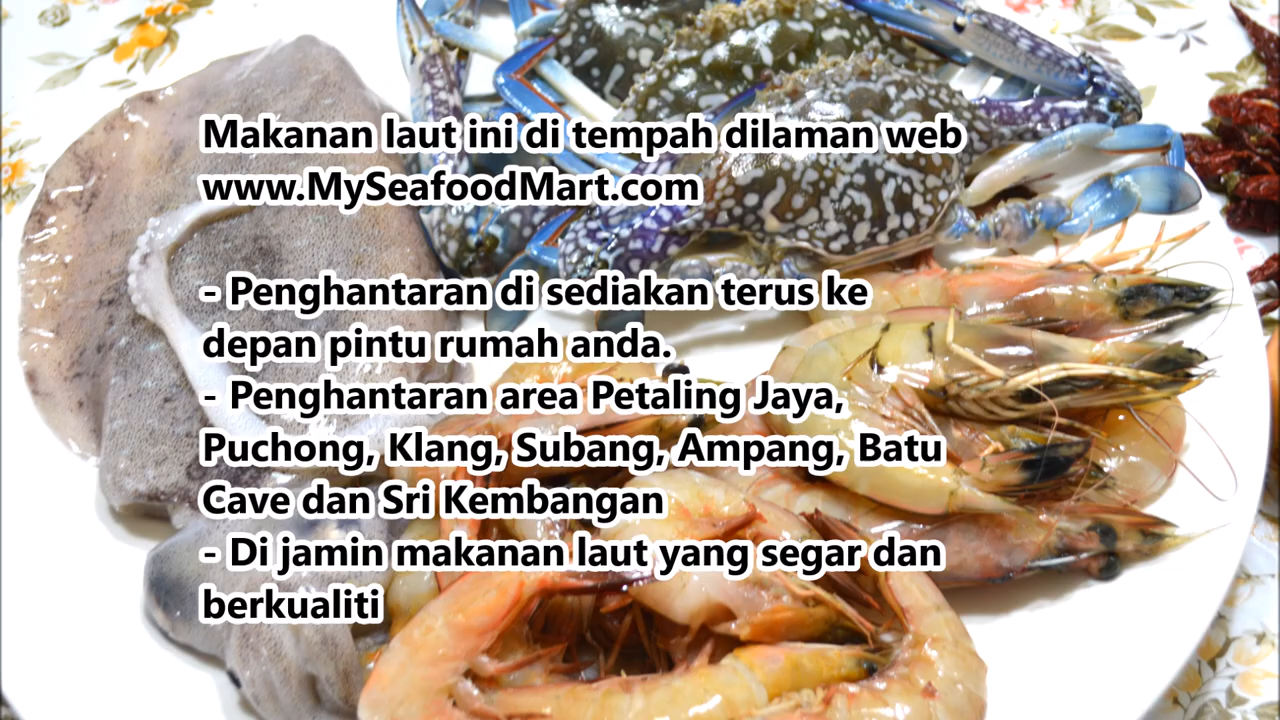 Makanan laut ini di tempah dilaman web
www.MySeafoodMart.com
- Penghantaran di sediakan terus ke
depan pintu rumah anda.
- Penghantaran area Petaling Jaya,
Puchong, Klang, Subang, Ampang, Batu
Cave dan Sri Kembangan
- Di jamin makanan laut yang segar dan
berkualiti